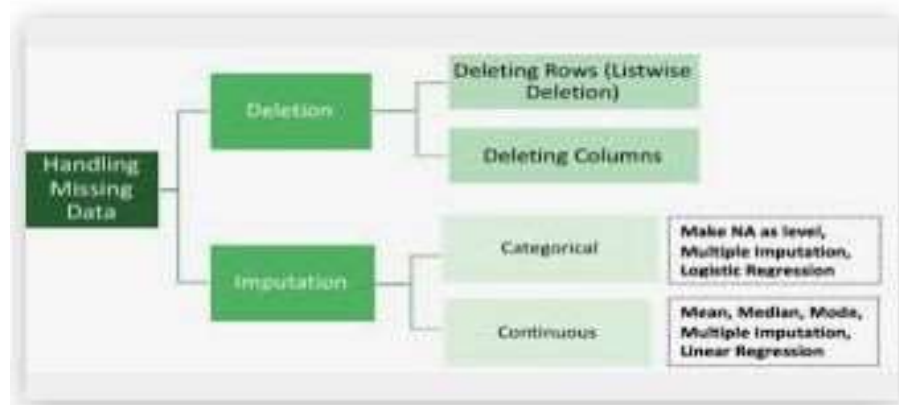 Handling
Missing
Data
Deletion
Deleting Rows (Listwise
Deletion)
Deleting Columns
Imputation
Categorical
Make NA as level,
Multiple Imputation,
Logistic Regression
Continuous
Mean, Median, Mode,
Multiple Imputation,
Linear Regression